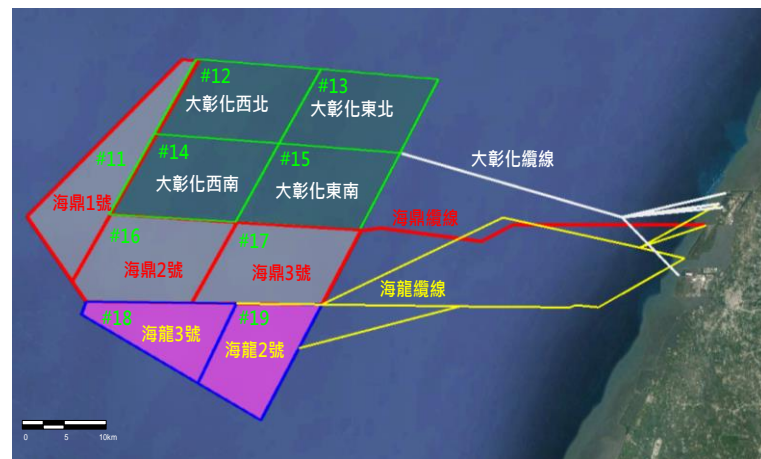 #12
#13
大彰化西北
大彰化東北
#11
#14
#15
大彰化纜線
大彰化西南
大彰化東南
海鼎1號
海鼎纜線
#16
#17
海鼎2號
海鼎3號
海龍纜線
#18
#19
海龍3號
海龍2號
0 5 10km